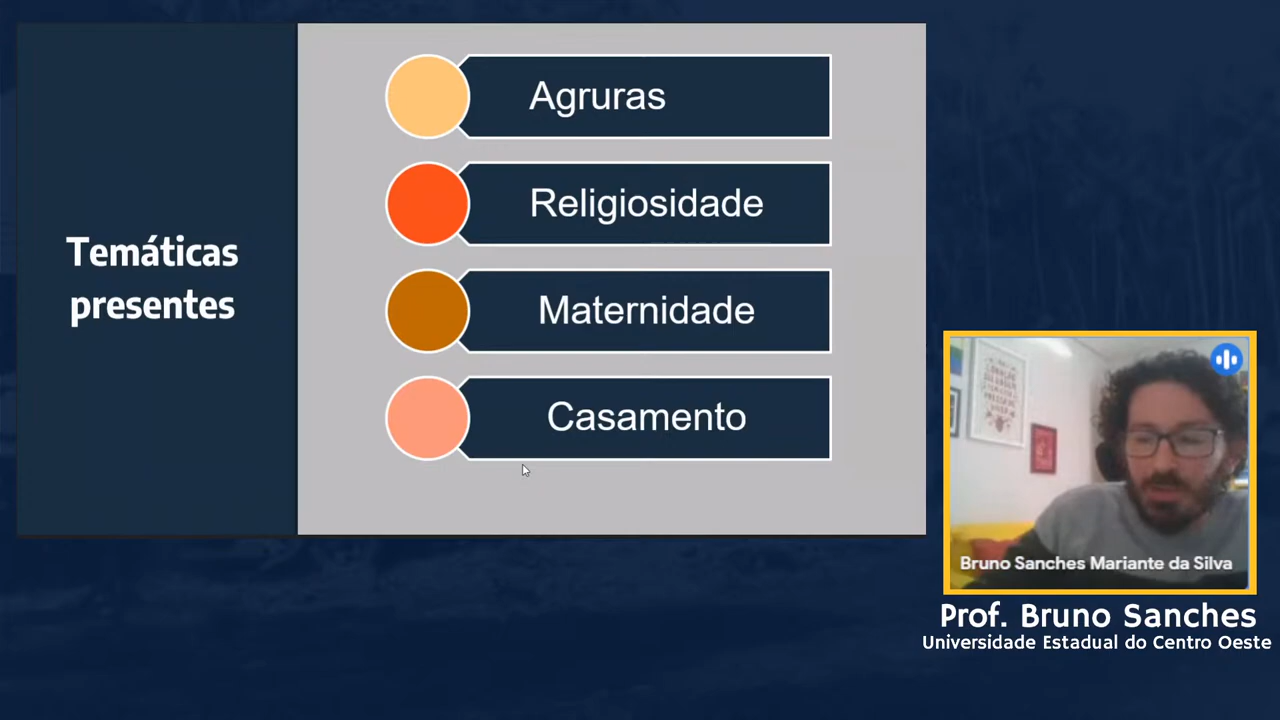 Temáticas
presentes
Agruras
Religiosidade
Maternidade
Casamento
Bruno Sanches Mariante da Silva
Prof. Bruno Sanches
Universidade Estadual do Centro Oeste